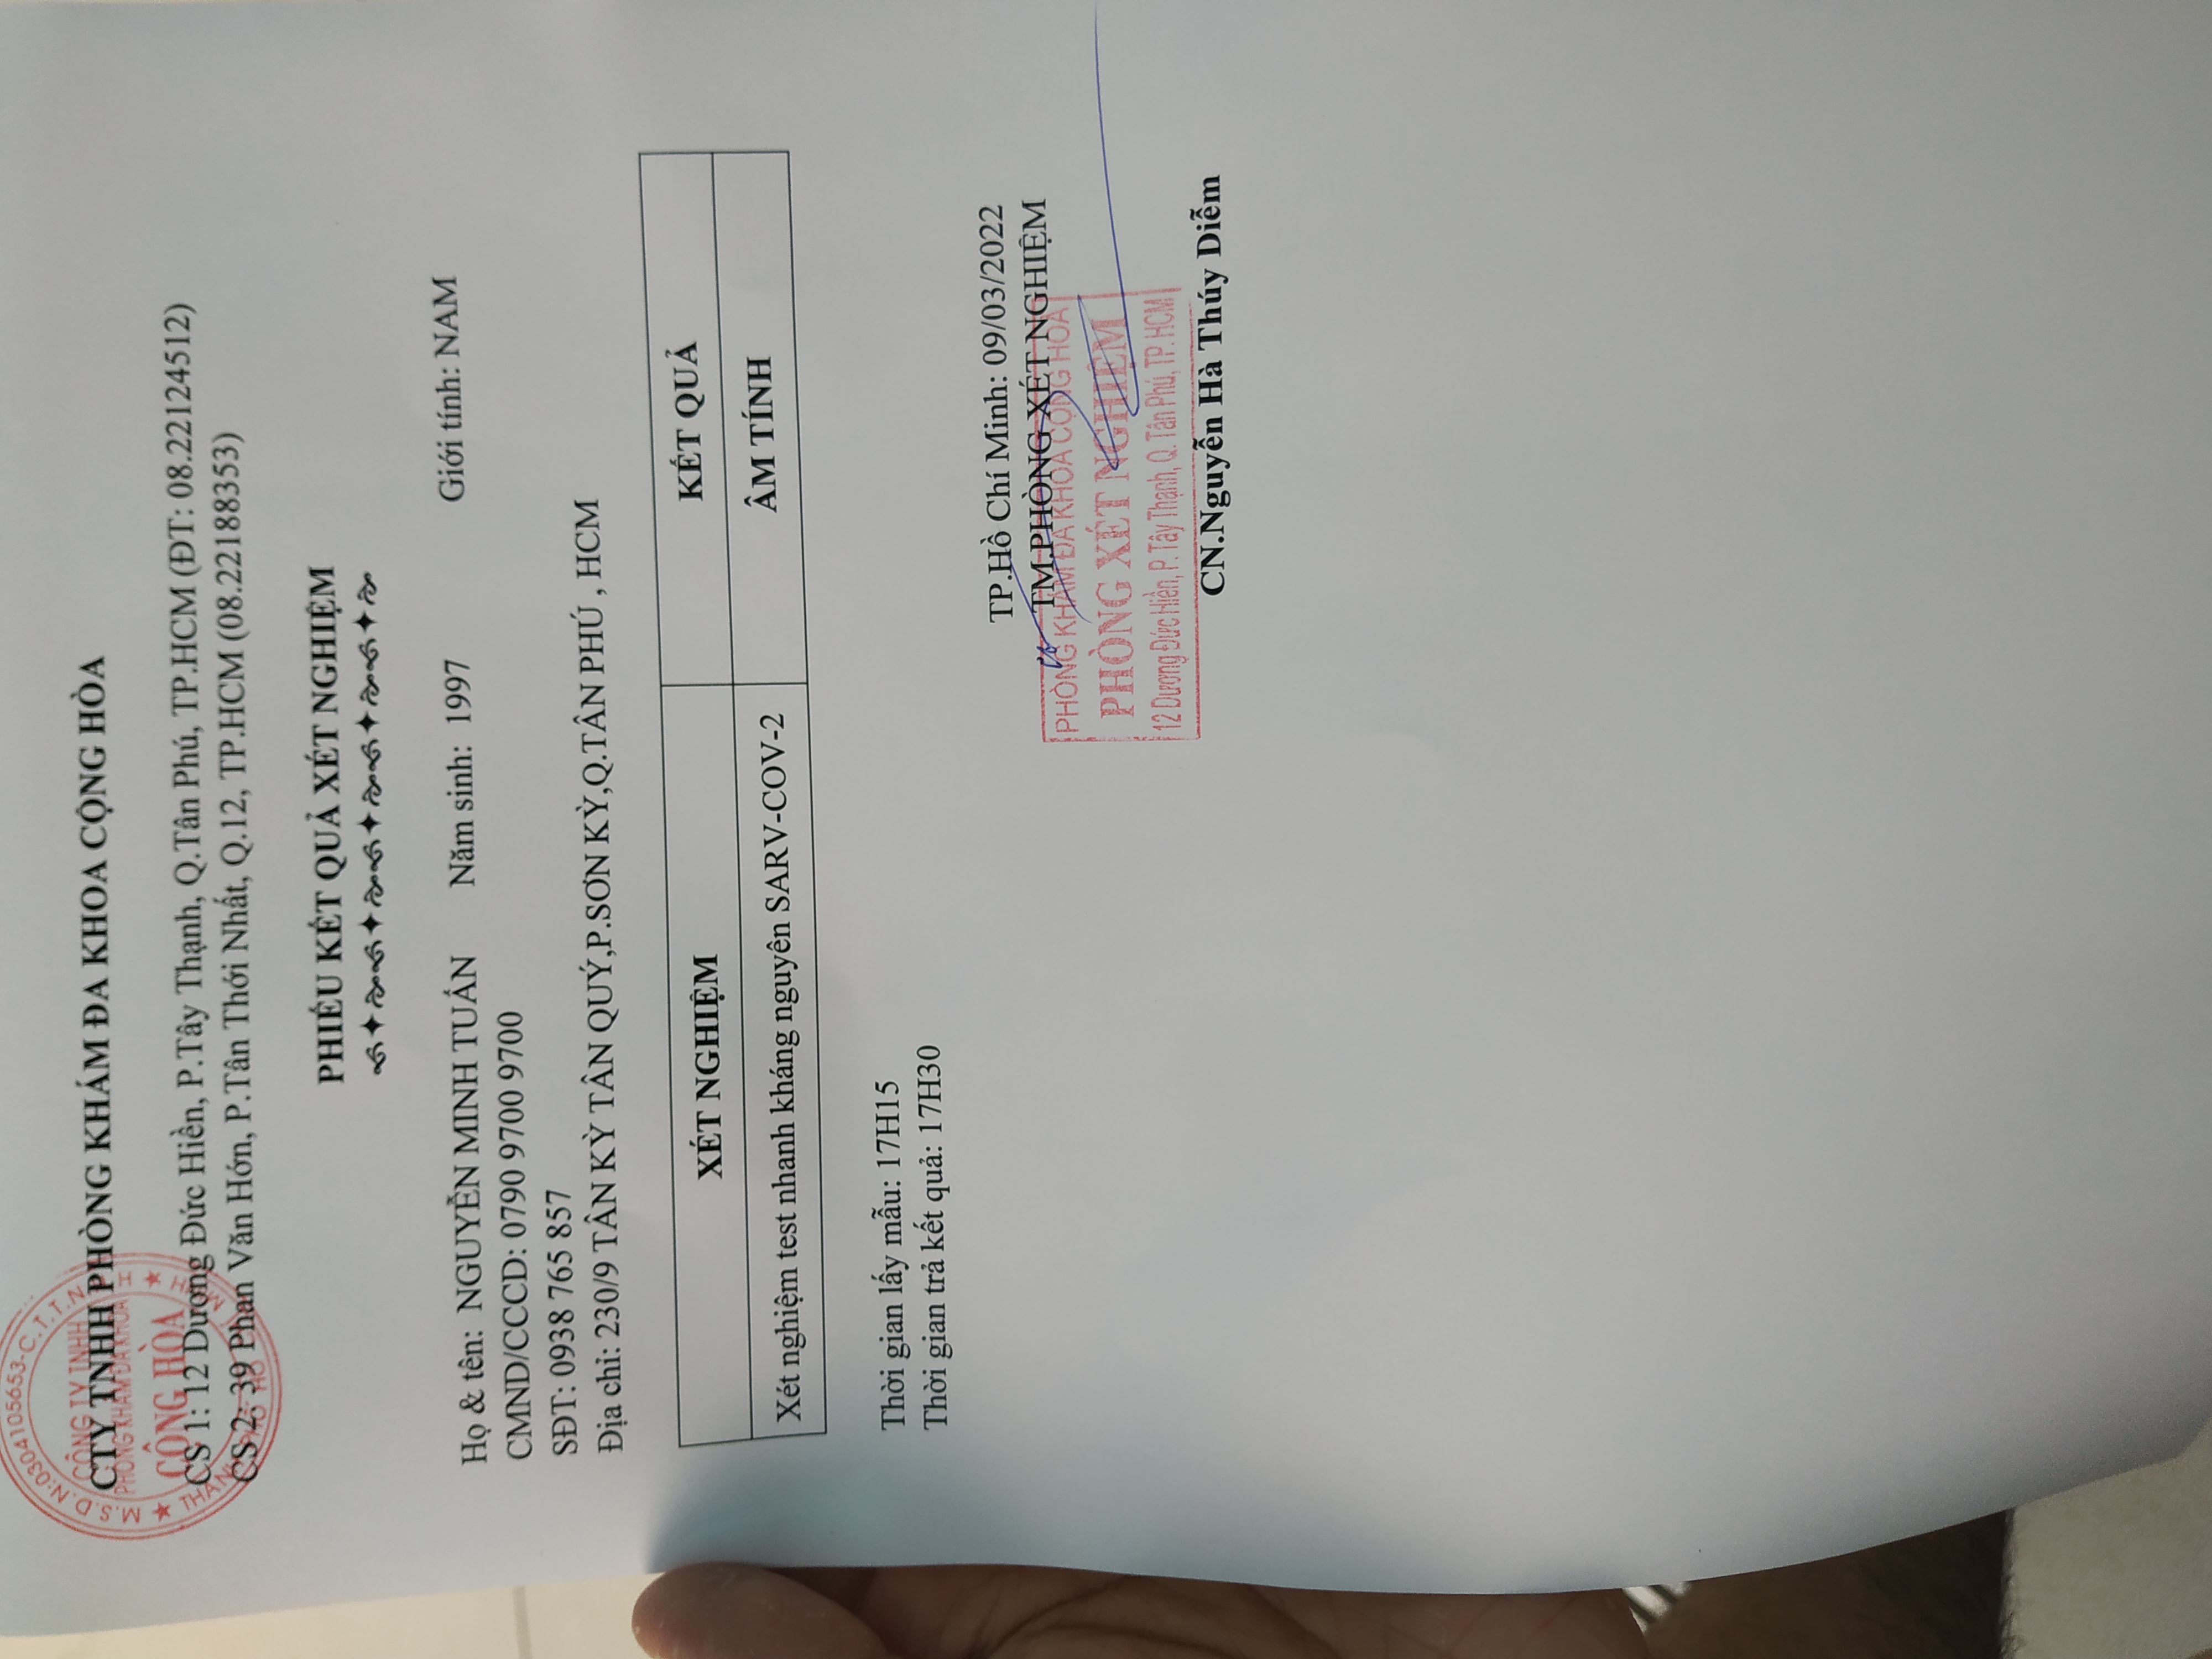 M.S.D.N:0304105653-C.T.T.N.H.H
CÔNG TY TNHH
PHÒNG KHÁM ĐA KHOA
CỘNG HÒA
CTY TNHH PHÒNG KHÁM ĐA KHOA CỘNG HÒA
CS 1: 12 Dương Đức Hiền, P.Tây Thạnh, Q.Tân Phú, TP.HCM (ĐT: 08.22124512)
CS 2: 39 Phan Văn Hớn, P.Tân Thới Nhất, Q.12, TP.HCM (08.22188353)
PHIẾU KẾT QUẢ XÉT NGHIỆM
Họ & tên: NGUYỄN MINH TUẤN Năm sinh: 1997 Giới tính: NAM
CMND/CCCD: 0790 9700 9700
SĐT: 0938 765 857
Địa chỉ: 230/9 TÂN KỲ TÂN QUÝ,P.SƠN KỲ,Q.TÂN PHÚ , HCM
XÉT NGHIỆM KẾT QUẢ
Xét nghiệm test nhanh kháng nguyên SARV-COV-2 ÂM TÍNH
Thời gian lấy mẫu: 17H15
Thời gian trả kết quả: 17H30
TP.Hồ Chí Minh: 09/03/2022
TM.PHÒNG XÉT NGHIỆM
PHÒNG KHÁM ĐA KHOA CỘNG HÒA
PHÒNG XÉT NGHIỆM
12 Dương Đức Hiền, P. Tây Thạnh, Q. Tân Phú, TP. HCM
CN.Nguyễn Hà Thúy Diễm